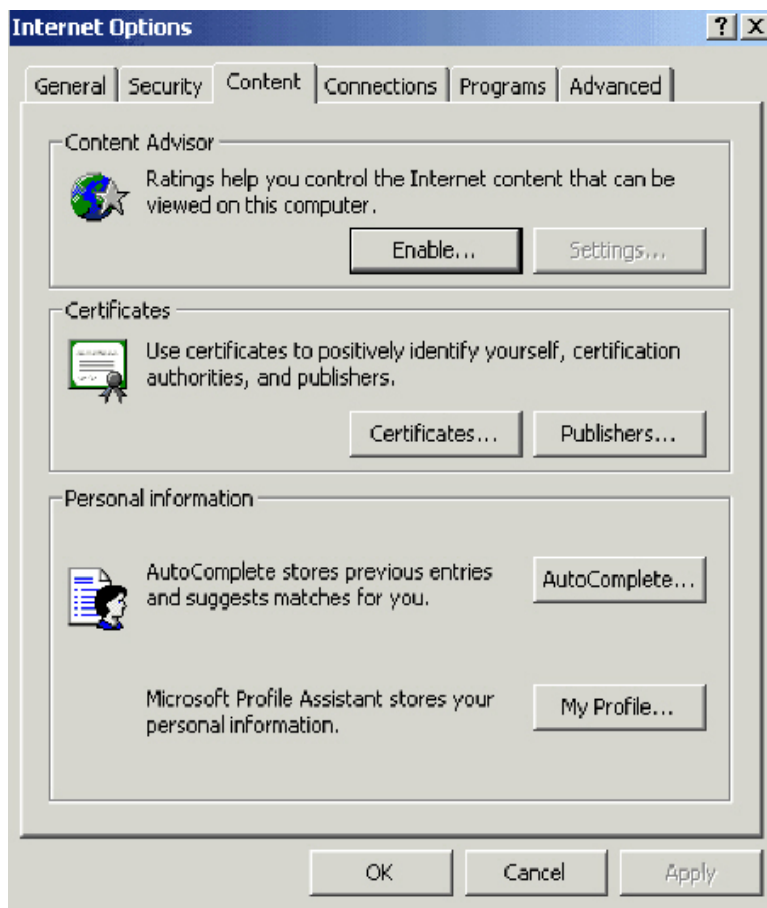 Internet Options
General Security Content Connections Programs Advanced
Content Advisor
Ratings help you control the Internet content that can be
viewed on this computer.
Enable... Settings...
Certificates
Use certificates to positively identify yourself, certification
authorities, and publishers.
Certificates... Publishers...
Personal information
AutoComplete stores previous entries
and suggests matches for you.
AutoComplete...
Microsoft Profile Assistant stores your
personal information.
My Profile...
OK Cancel Apply